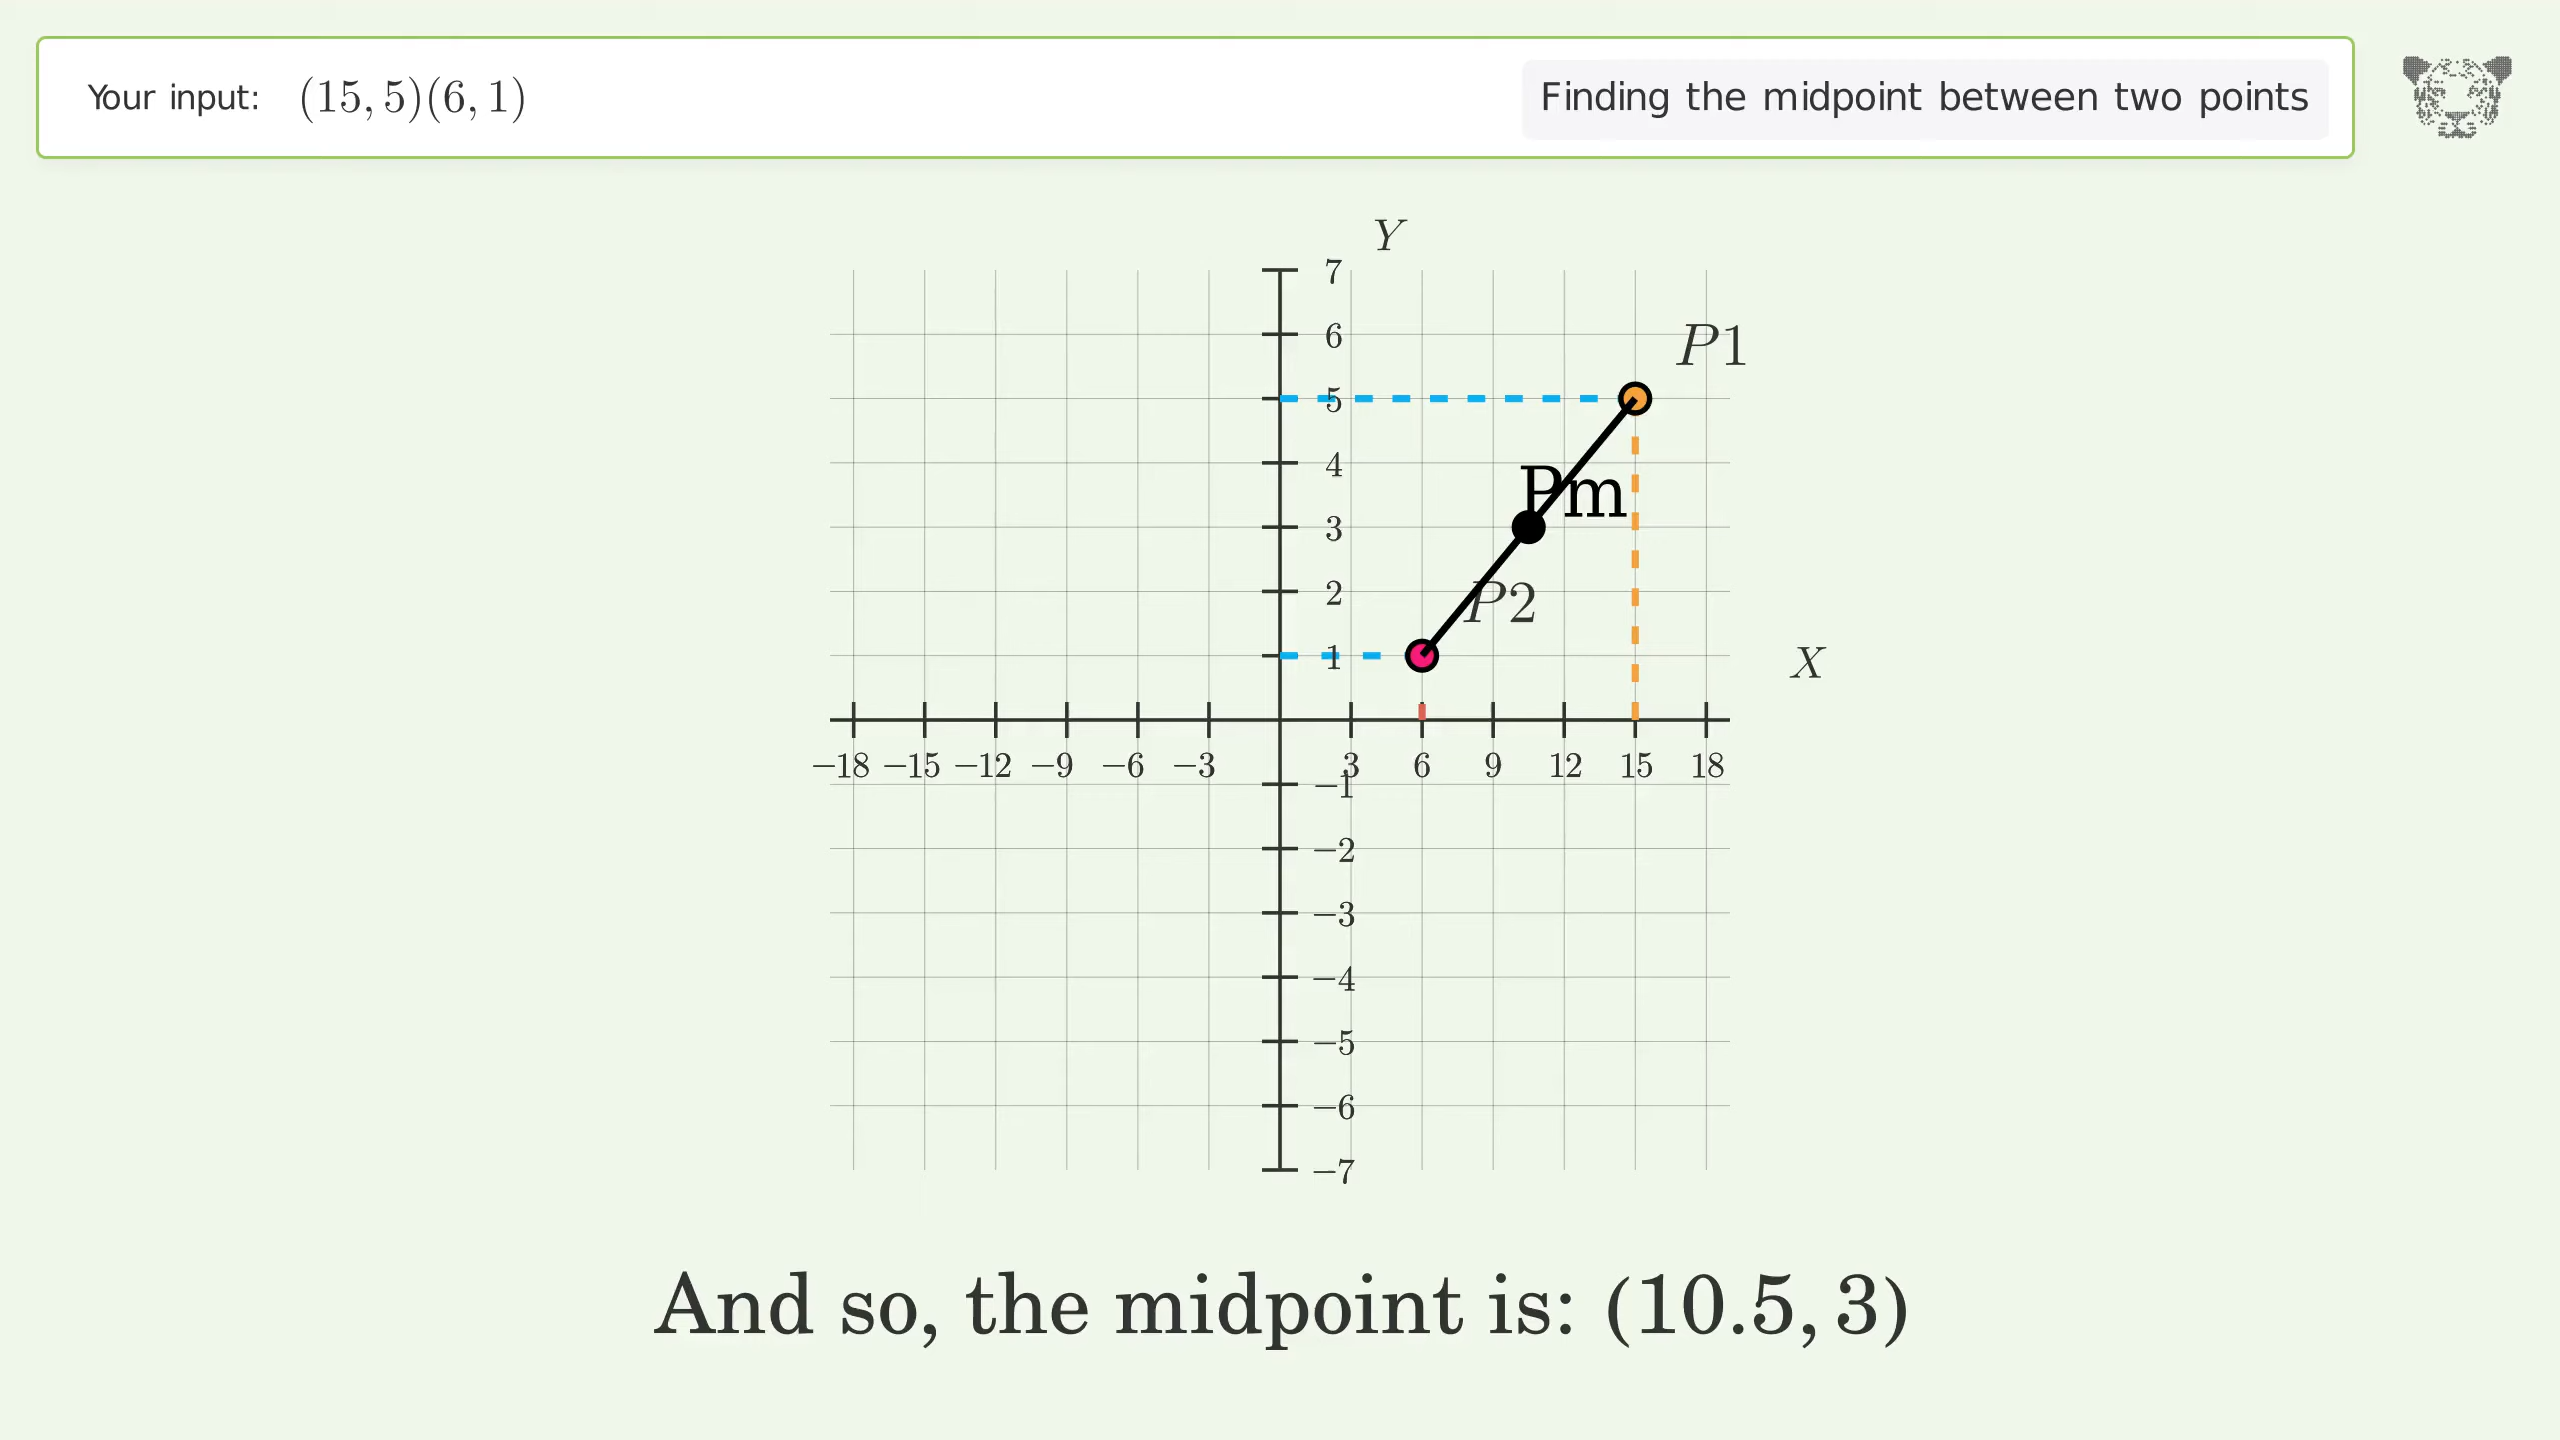 Your input: (15, 5)(6, 1)
Finding the midpoint between two points
Y
7
6
P1
5
4
Pm
3
2
P2
1
X
−18 −15 −12 −9 −6 −3 3 6 9 12 15 18
−1
−2
−3
−4
−5
−6
−7
And so, the midpoint is: (10.5, 3)